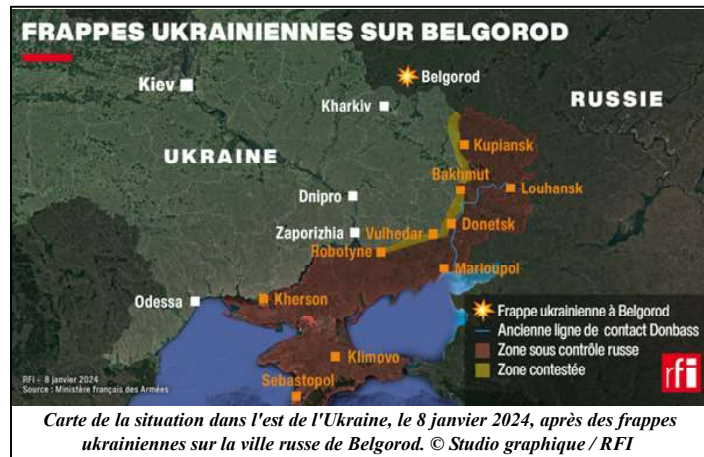 FRAPPES UKRAINIENNES SUR BELGOROD
Belgorod
Kiev
RUSSIE
Kharkiv
Kupiansk
UKRAINE
Bakhmut
Louhansk
Dnipro
Donetsk
Zaporizhia
Vulhedar
Robotyne
Marioupol
Odessa
Kherson
Frappe ukrainienne à Belgorod
Ancienne ligne de contact Donbass
Zone sous contrôle russe
Zone contestée
Klimovo
Sebastopol
RFI - 8 janvier 2024
Source : Ministère français des Armées
rfi
Carte de la situation dans l'est de l'Ukraine, le 8 janvier 2024, après des frappes
ukrainiennes sur la ville russe de Belgorod. © Studio graphique / RFI